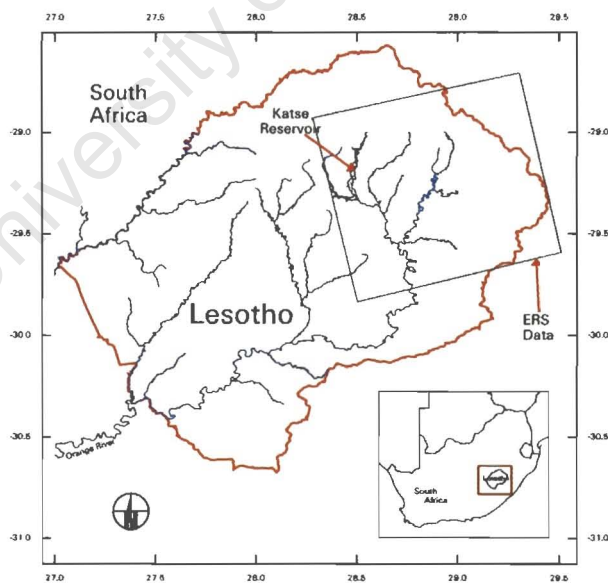 27.0 27.5 28.0 28.5 29.0 29.5
South
Africa
Katse
Reservoir
-29.0 -29.0
-29.5 -29.5
Lesotho
-30.0 -30.0
ERS
Data
-30.5 -30.5
Orange River
Lesotho
South
Africa
N
-31.0 -31.0
27.0 27.5 28.0 28.5 29.0 29.5
University